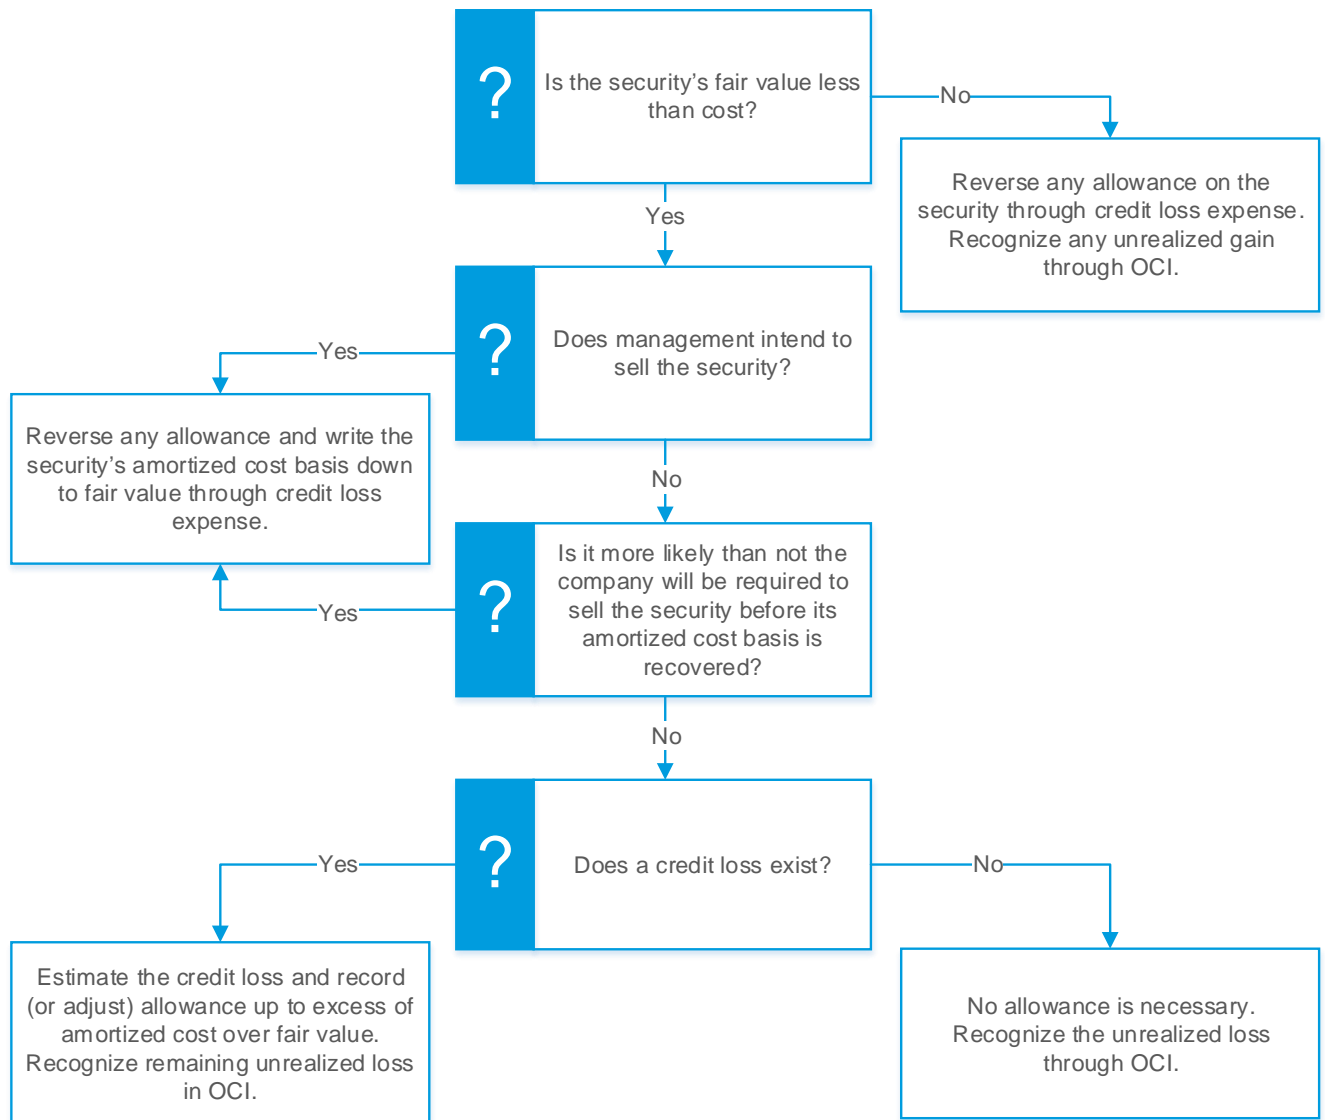 ?
Is the security’s fair value less
than cost?
No
Reverse any allowance on the
security through credit loss expense.
Recognize any unrealized gain
through OCI.
Yes
?
Does management intend to
sell the security?
Yes
Reverse any allowance and write the
security’s amortized cost basis down
to fair value through credit loss
expense.
No
?
Is it more likely than not the
company will be required to
sell the security before its
amortized cost basis is
recovered?
Yes
No
?
Does a credit loss exist?
Yes
No
Estimate the credit loss and record
(or adjust) allowance up to excess of
amortized cost over fair value.
Recognize remaining unrealized loss
in OCI.
No allowance is necessary.
Recognize the unrealized loss
through OCI.